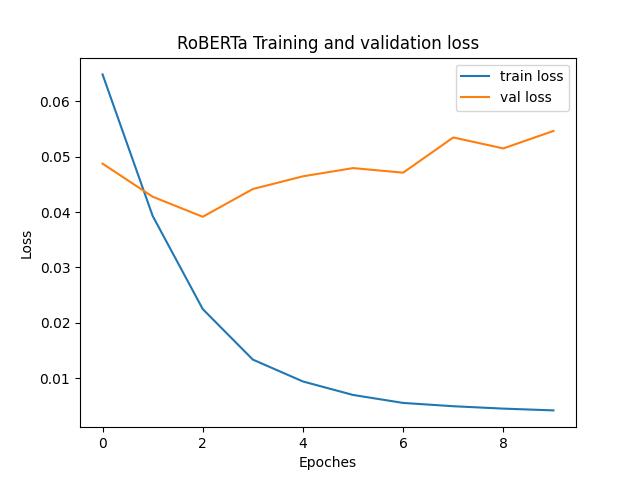 RoBERTa Training and validation loss
train loss
val loss
0.06
0.05
0.04
0.03
0.02
0.01
Loss
0 2 4 6 8
Epoches